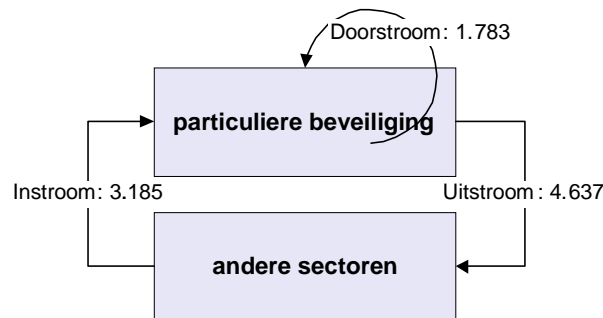 Doorstroom: 1.783
particuliere beveiliging
Instroom: 3.185
Uitstroom: 4.637
andere sectoren